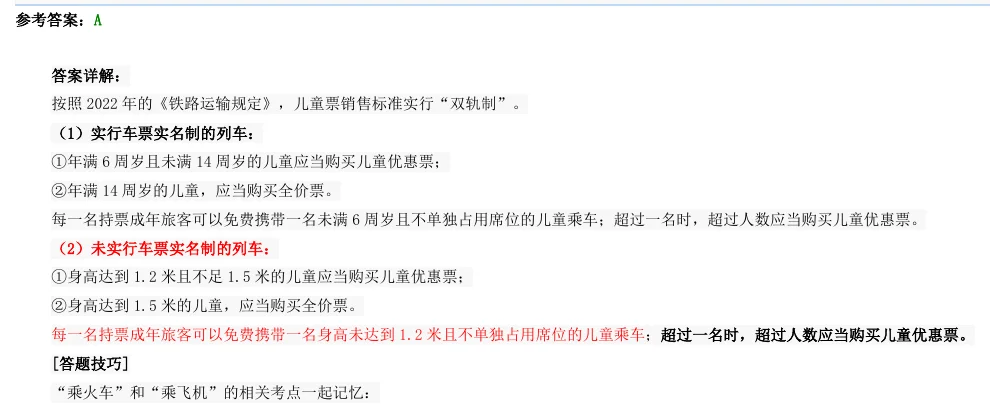 参考答案：A
答案详解：
按照 2022 年的《铁路运输规定》，儿童票销售标准实行“双轨制”。
（1）实行车票实名制的列车：
①年满 6 周岁且未满 14 周岁的儿童应当购买儿童优惠票；
②年满 14 周岁的儿童，应当购买全价票。
每一名持票成年旅客可以免费携带一名未满 6 周岁且不单独占用席位的儿童乘车；超过一名时，超过人数应当购买儿童优惠票。
（2）未实行车票实名制的列车：
①身高达到 1.2 米且不足 1.5 米的儿童应当购买儿童优惠票；
②身高达到 1.5 米的儿童，应当购买全价票。
每一名持票成年旅客可以免费携带一名身高未达到 1.2 米且不单独占用席位的儿童乘车；超过一名时，超过人数应当购买儿童优惠票。
[答题技巧]
“乘火车”和“乘飞机”的相关考点一起记忆：